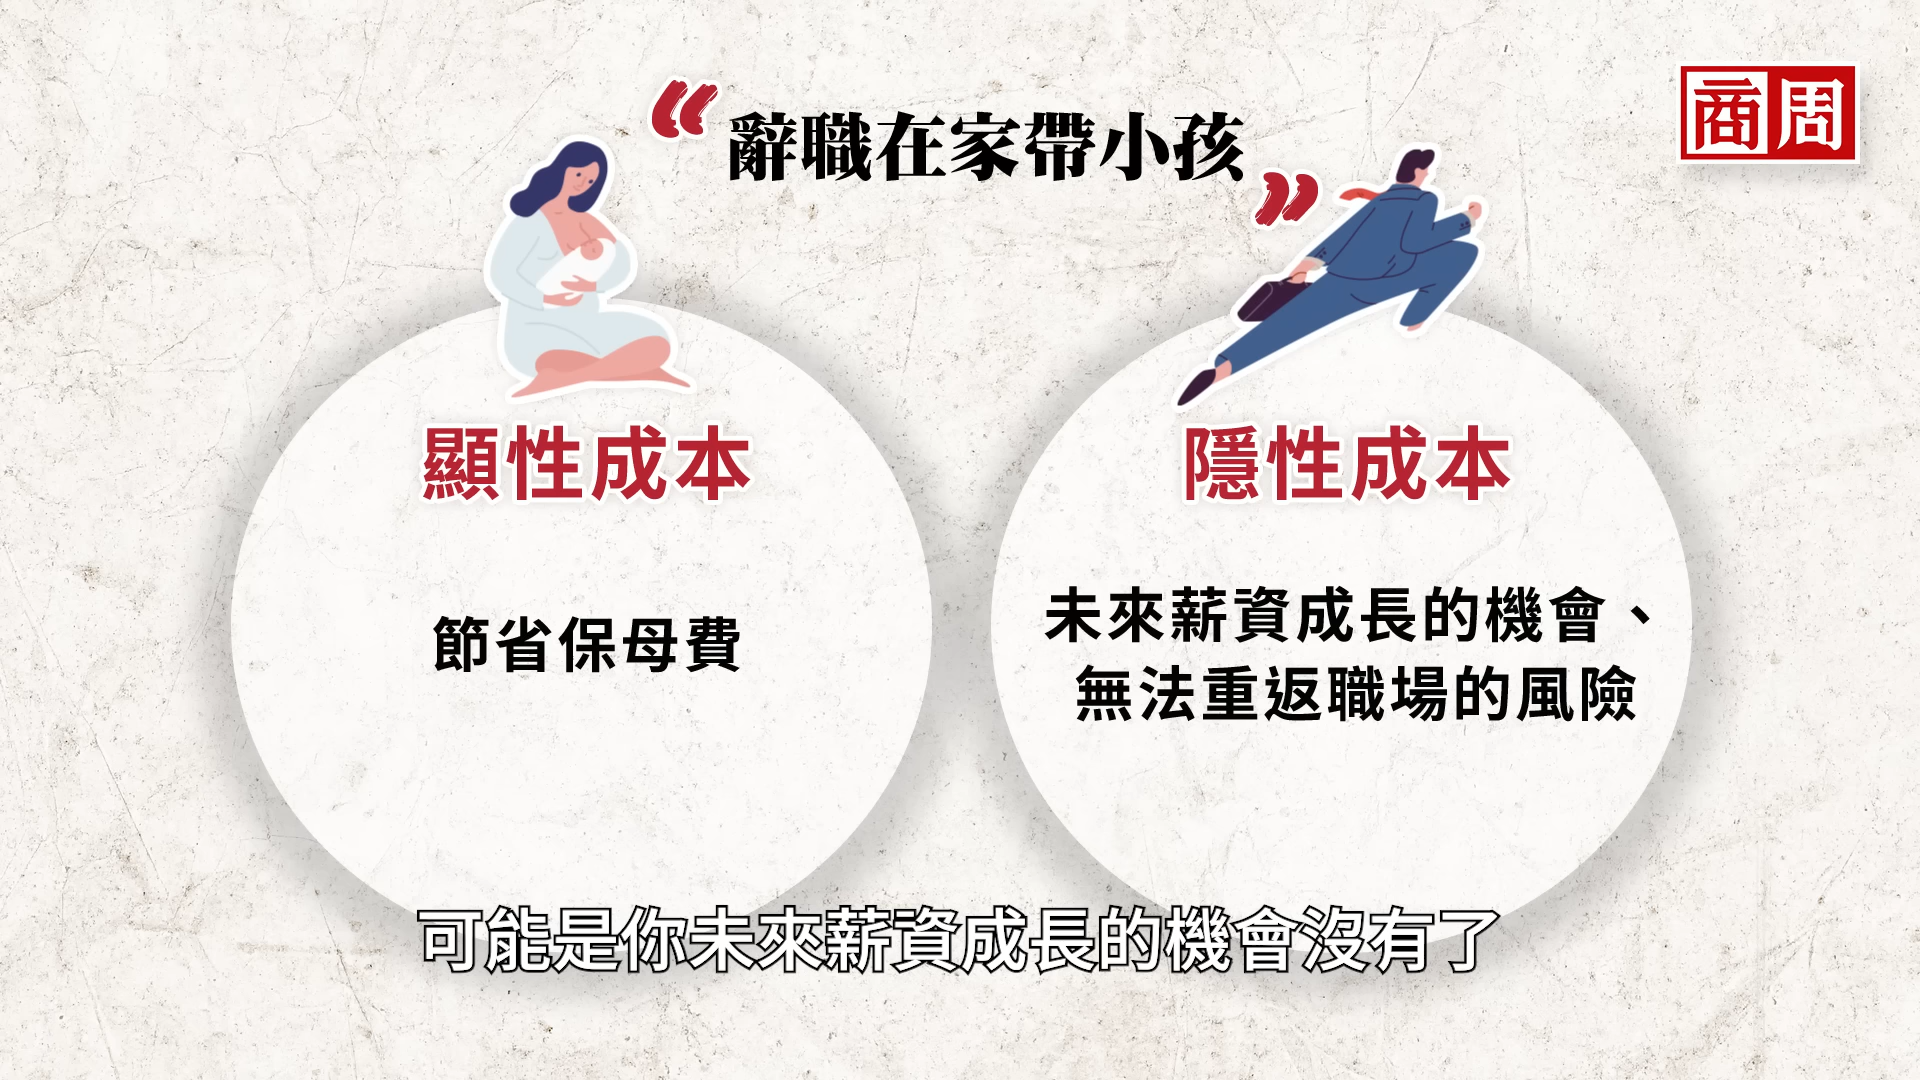 商周
“辭職在家帶小孩”
顯性成本
節省保母費
隱性成本
未來薪資成長的機會、
無法重返職場的風險
可能是你未來薪資成長的機會沒有了